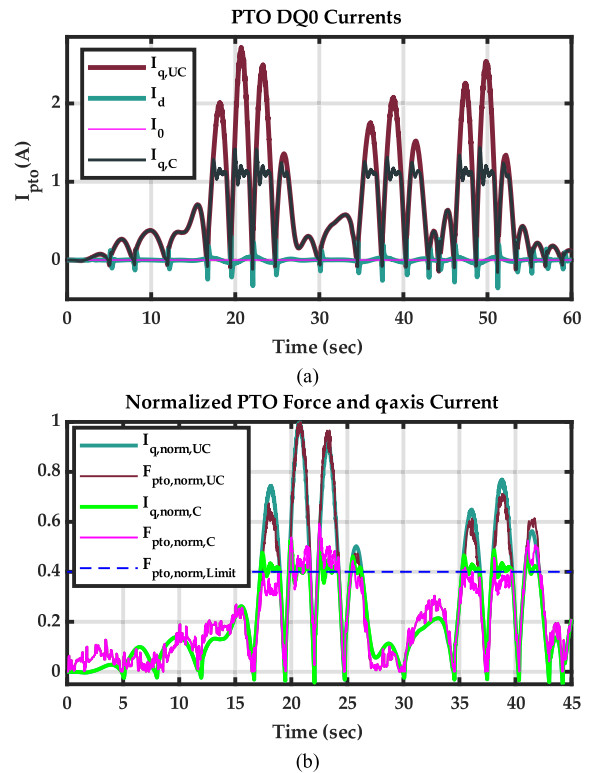 PTO DQ0 Currents
I_q,UC
I_d
I_0
I_q,C
I_pto (A)
2
1
0
0 10 20 30 40 50 60
Time (sec)
(a)
Normalized PTO Force and q-axis Current
I_q,norm,UC
F_pto,norm,UC
I_q,norm,C
F_pto,norm,C
F_pto,norm,Limit
1
0.8
0.6
0.4
0.2
0
0 5 10 15 20 25 30 35 40 45
Time (sec)
(b)